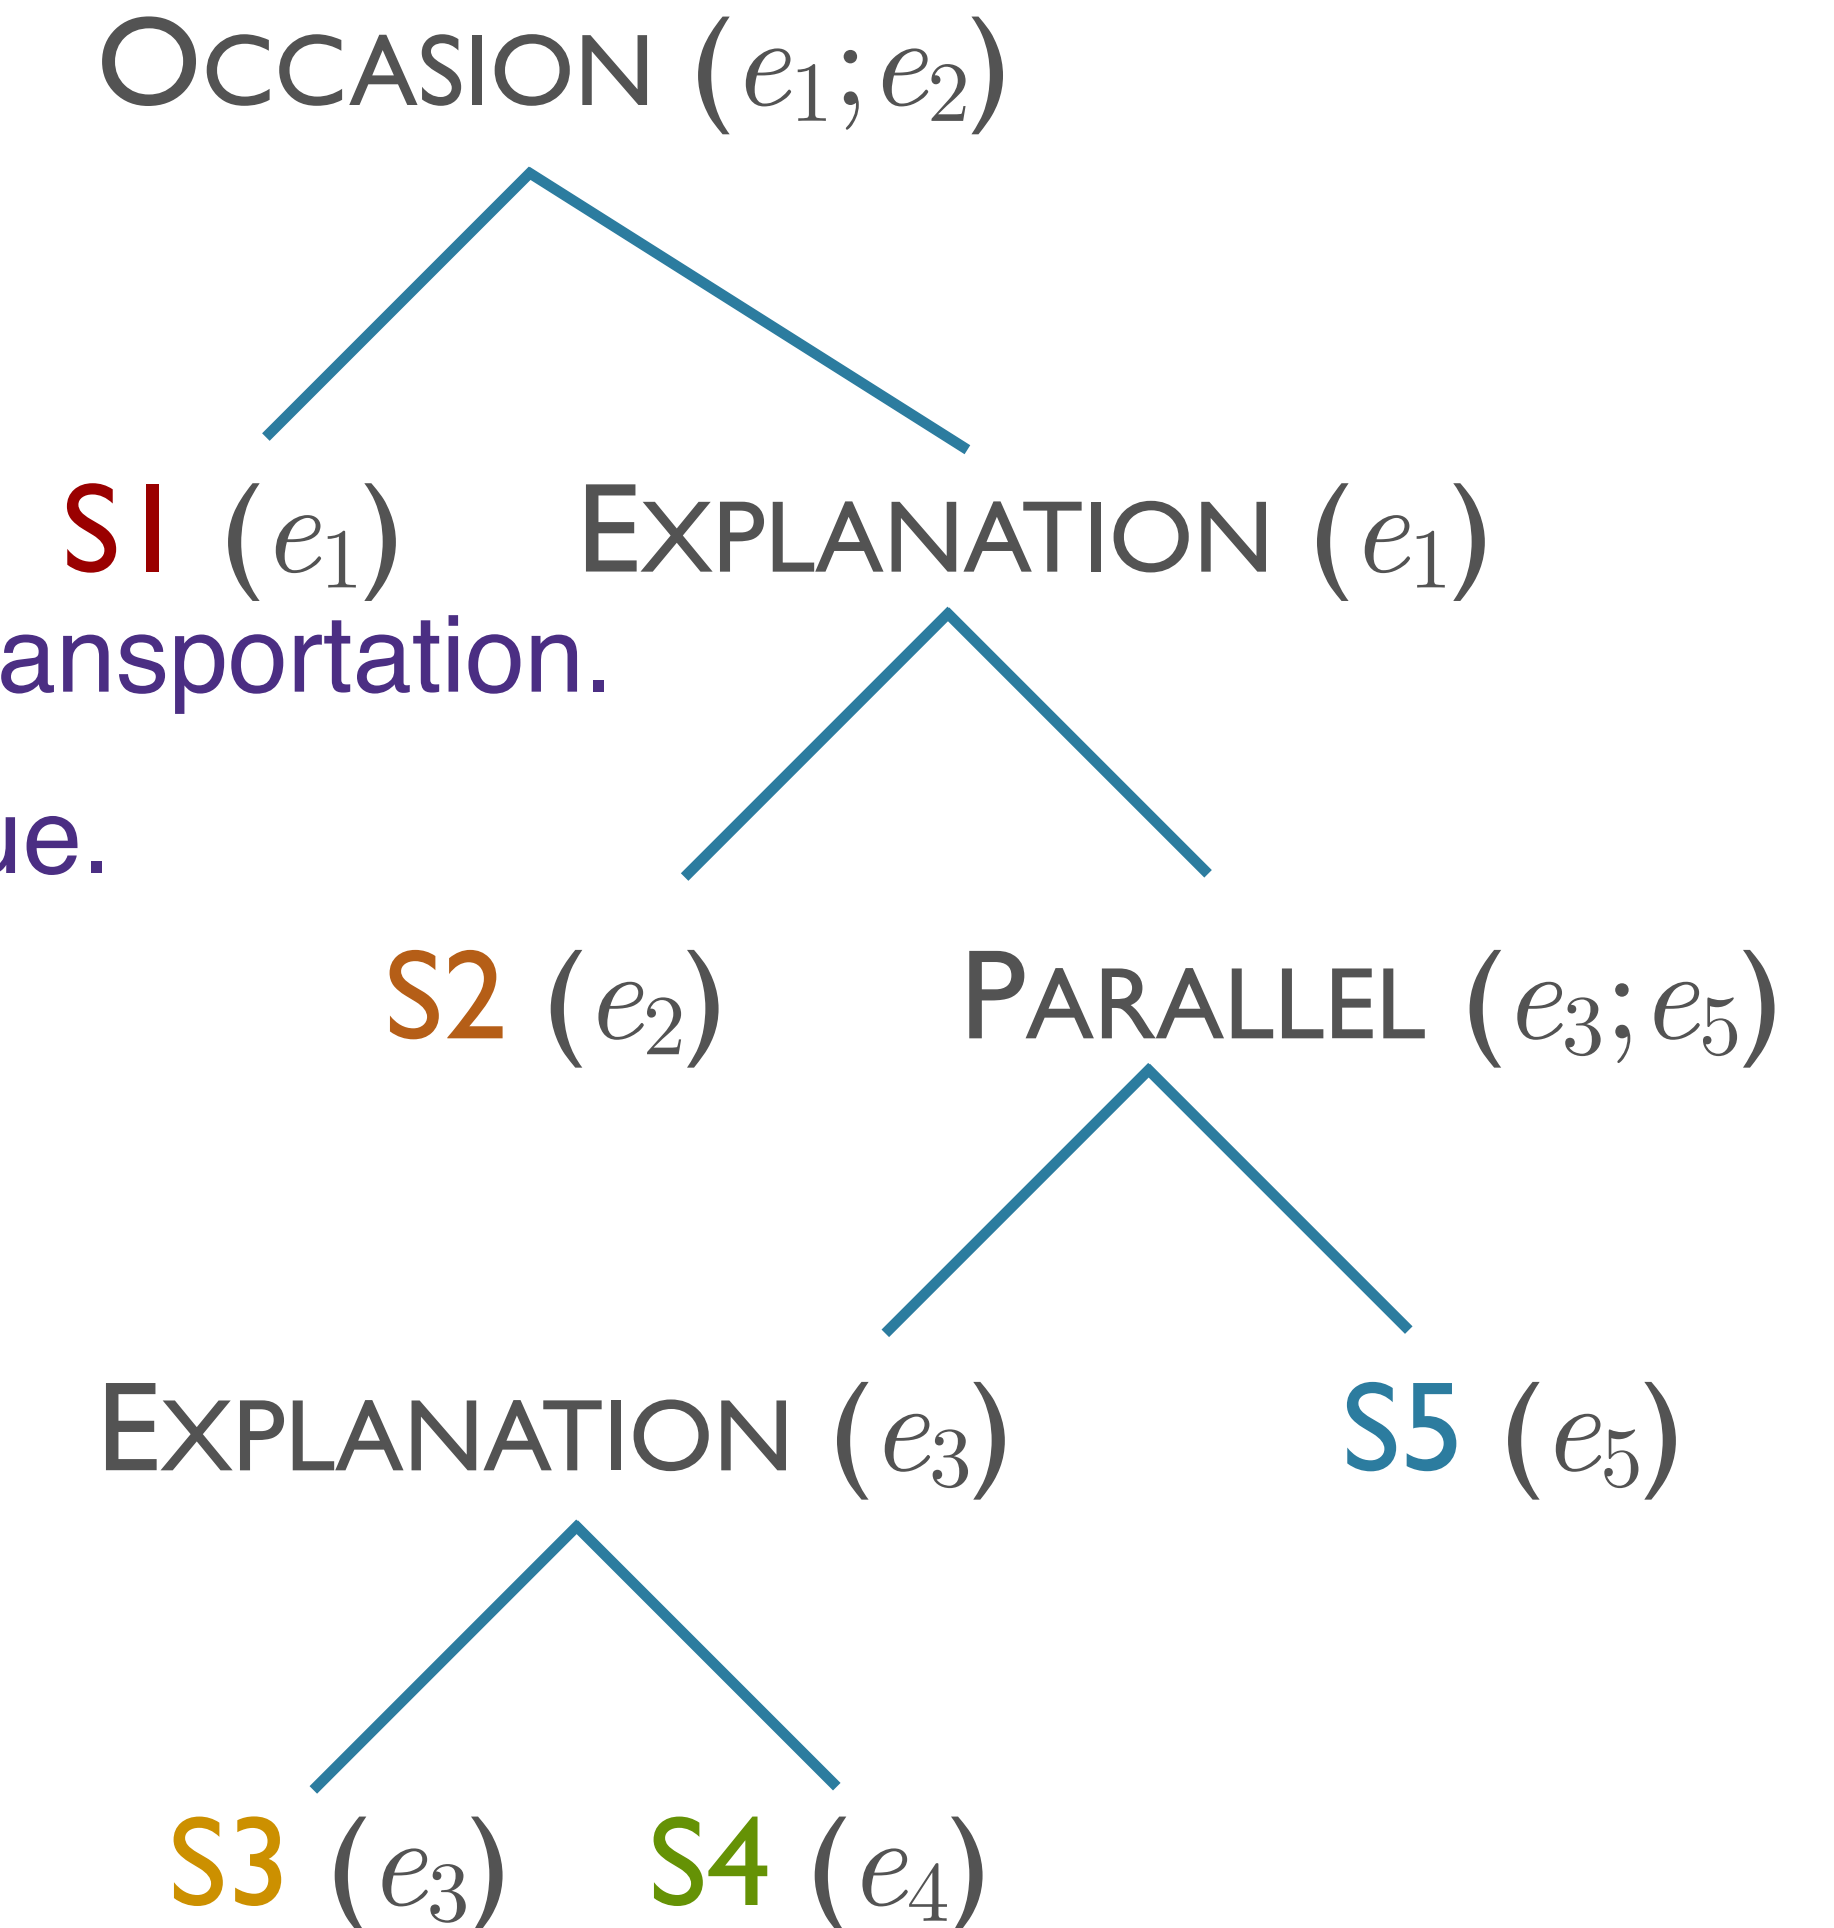 OCCASION (e₁; e₂)
S1 (e₁) EXPLANATION (e₁)
ansportation.
ue.
S2 (e₂) PARALLEL (e₃; e₅)
EXPLANATION (e₃) S5 (e₅)
S3 (e₃) S4 (e₄)